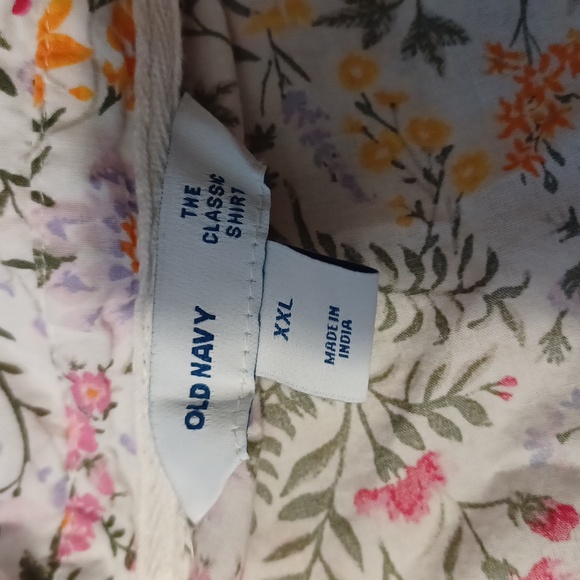 OLD NAVY
THE
CLASSIC
SHIRT
XXL
MADE IN
INDIA